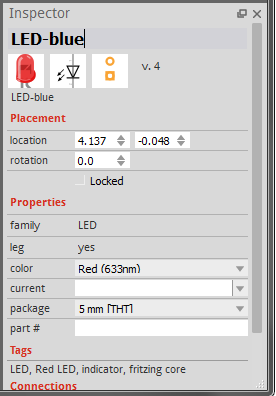 Inspector
LED-blue
v. 4
LED-blue
Placement
location 4.137 -0.048
rotation 0.0
Locked
Properties
family LED
leg yes
color Red (633nm)
current
package 5 mm [THT]
part #
Tags
LED, Red LED, indicator, fritzing core
Connections